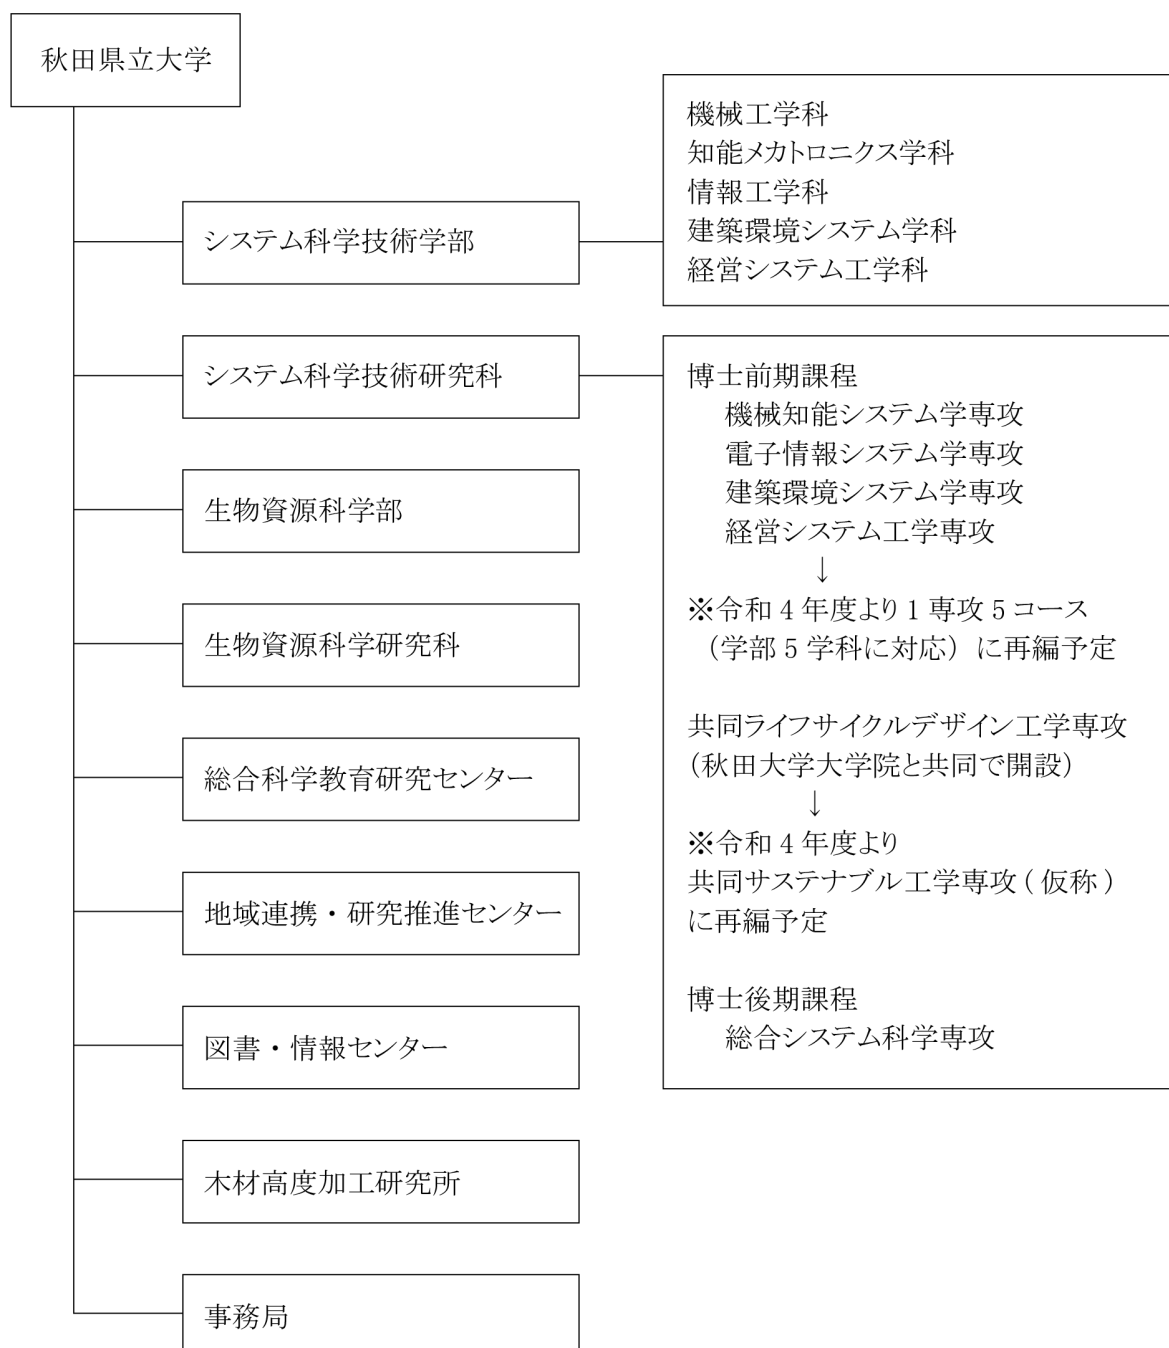 秋田県立大学
システム科学技術学部
機械工学科
知能メカトロニクス学科
情報工学科
建築環境システム学科
経営システム工学科
システム科学技術研究科
博士前期課程
機械知能システム学専攻
電子情報システム学専攻
建築環境システム学専攻
経営システム工学専攻
↓
※令和 4 年度より 1 専攻 5 コース
（学部 5 学科に対応）に再編予定
共同ライフサイクルデザイン工学専攻
（秋田大学大学院と共同で開設）
↓
※令和 4 年度より
共同サステナブル工学専攻 ( 仮称 )
に再編予定
博士後期課程
総合システム科学専攻
生物資源科学部
生物資源科学研究科
総合科学教育研究センター
地域連携・研究推進センター
図書・情報センター
木材高度加工研究所
事務局